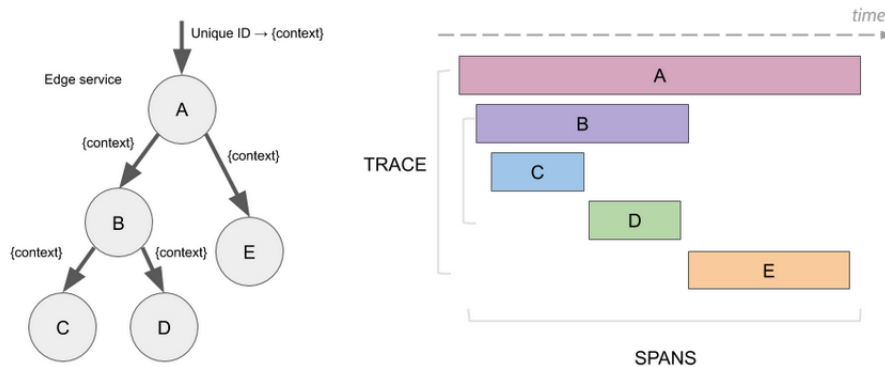 Unique ID → {context}
Edge service
A
{context}
{context}
B
E
{context}
{context}
C
D
time
A
B
TRACE
C
D
E
SPANS